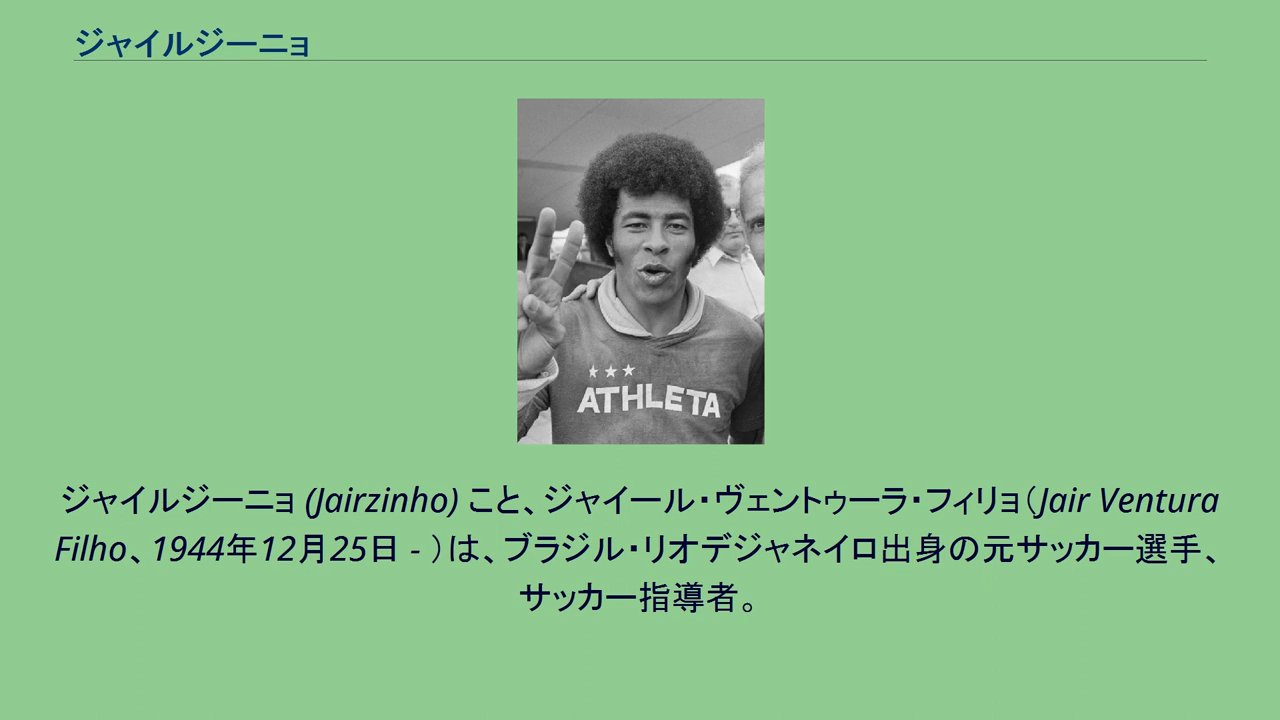 ジャイルジーニョ
★★★
ATHLETA
ジャイルジーニョ (Jairzinho) こと、ジャイール・ヴェントゥーラ・フィリョ（Jair Ventura
Filho、1944年12月25日 - ）は、ブラジル・リオデジャネイロ出身の元サッカー選手、
サッカー指導者。